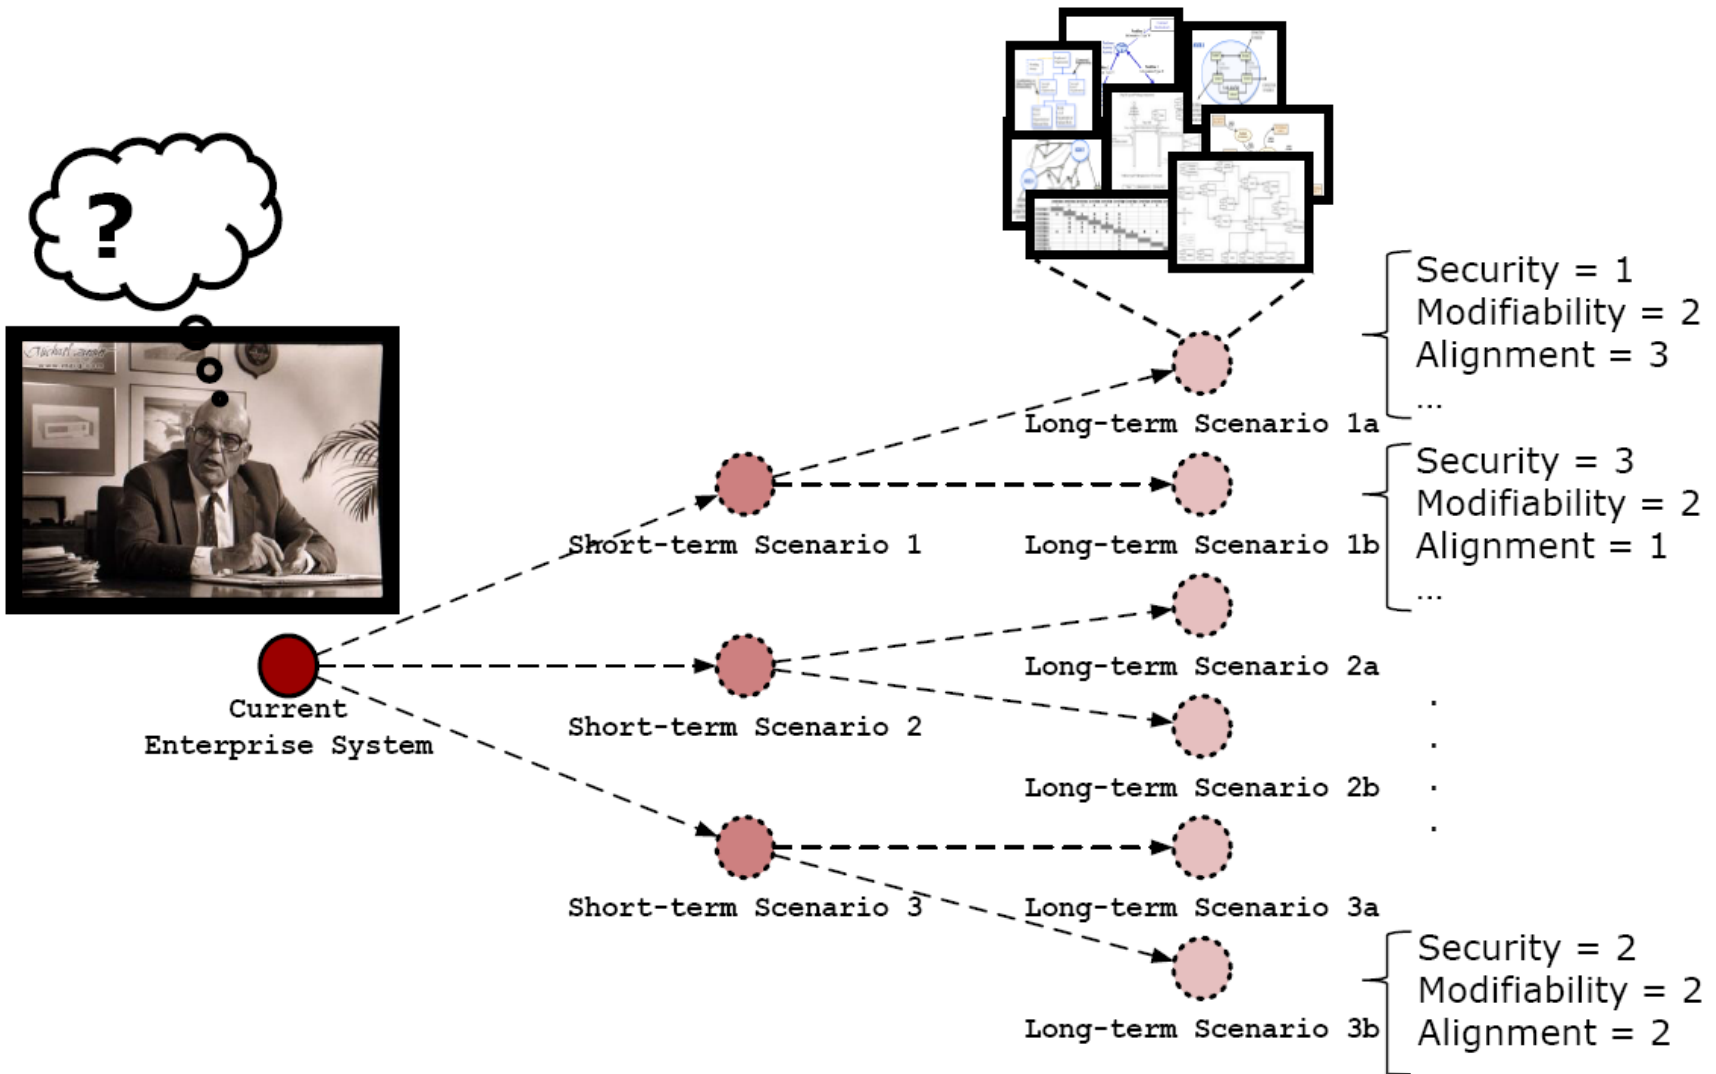 ?
Security = 1
Modifiability = 2
Alignment = 3
...
Long-term Scenario 1a
Security = 3
Modifiability = 2
Alignment = 1
...
Short-term Scenario 1
Long-term Scenario 1b
Long-term Scenario 2a
Current
Enterprise System
Short-term Scenario 2
Long-term Scenario 2b
.
.
.
.
Short-term Scenario 3
Long-term Scenario 3a
Security = 2
Modifiability = 2
Alignment = 2
Long-term Scenario 3b